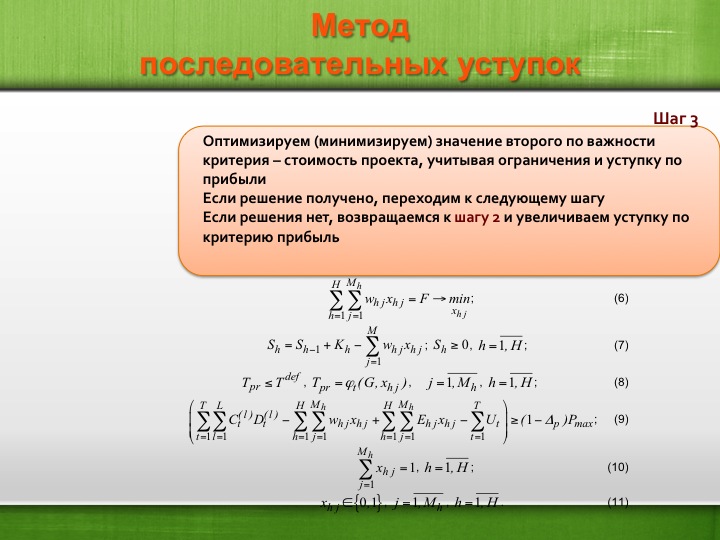 Метод
последовательных уступок
Шаг 3
Оптимизируем (минимизируем) значение второго по важности
критерия – стоимость проекта, учитывая ограничения и уступку по
прибыли
Если решение получено, переходим к следующему шагу
Если решения нет, возвращаемся к шагу 2 и увеличиваем уступку по
критерию прибыль
\sum_{h=1}^{H} \sum_{j=1}^{M_h} w_{hj} x_{hj} = F \to \min_{x_{hj}}; (6)
S_h = S_{h-1} + K_h - \sum_{j=1}^{M} w_{hj} x_{hj}; S_h \geq 0, h = \overline{1, H}; (7)
T_{pr} \leq T^{def}, T_{pr} = \varphi_t(G, x_{hj}), j = \overline{1, M_h}, h = \overline{1, H}; (8)
\left( \sum_{t=1}^{T} \sum_{l=1}^{L} C_t^{(l)} D_t^{(l)} - \sum_{h=1}^{H} \sum_{j=1}^{M_h} w_{hj} x_{hj} + \sum_{h=1}^{H} \sum_{j=1}^{M_h} E_{hj} x_{hj} - \sum_{t=1}^{T} U_t \right) \geq (1 - \Delta_p) P_{max}; (9)
\sum_{j=1}^{M_h} x_{hj} = 1, h = \overline{1, H}; (10)
x_{hj} \in \{0,1\}, j = \overline{1, M_h}, h = \overline{1, H}. (11)